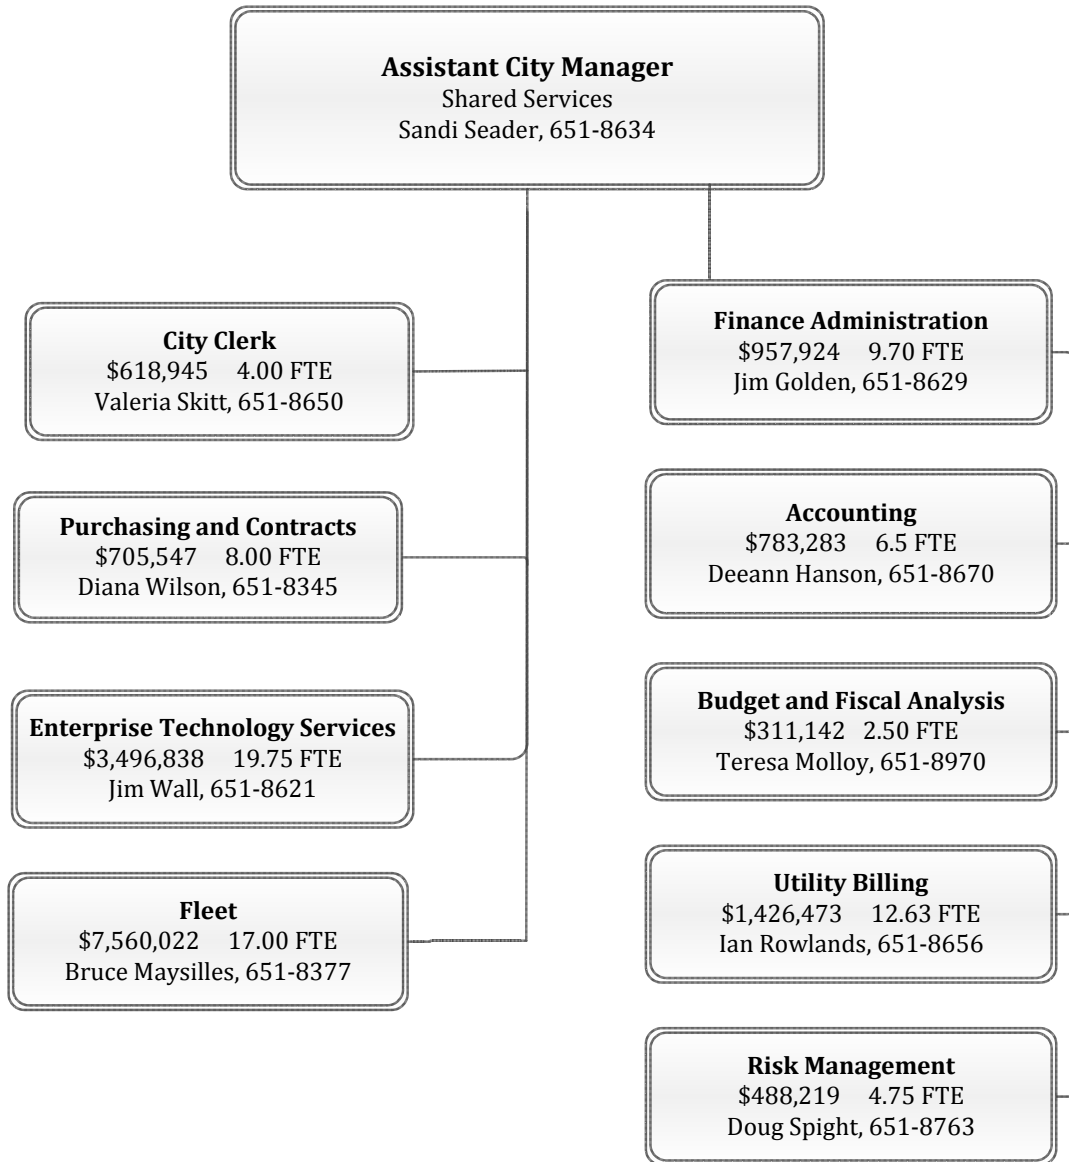 Assistant City Manager
Shared Services
Sandi Seader, 651-8634
City Clerk
$618,945 4.00 FTE
Valeria Skitt, 651-8650
Purchasing and Contracts
$705,547 8.00 FTE
Diana Wilson, 651-8345
Enterprise Technology Services
$3,496,838 19.75 FTE
Jim Wall, 651-8621
Fleet
$7,560,022 17.00 FTE
Bruce Maysilles, 651-8377
Finance Administration
$957,924 9.70 FTE
Jim Golden, 651-8629
Accounting
$783,283 6.5 FTE
Deeann Hanson, 651-8670
Budget and Fiscal Analysis
$311,142 2.50 FTE
Teresa Molloy, 651-8970
Utility Billing
$1,426,473 12.63 FTE
Ian Rowlands, 651-8656
Risk Management
$488,219 4.75 FTE
Doug Spight, 651-8763